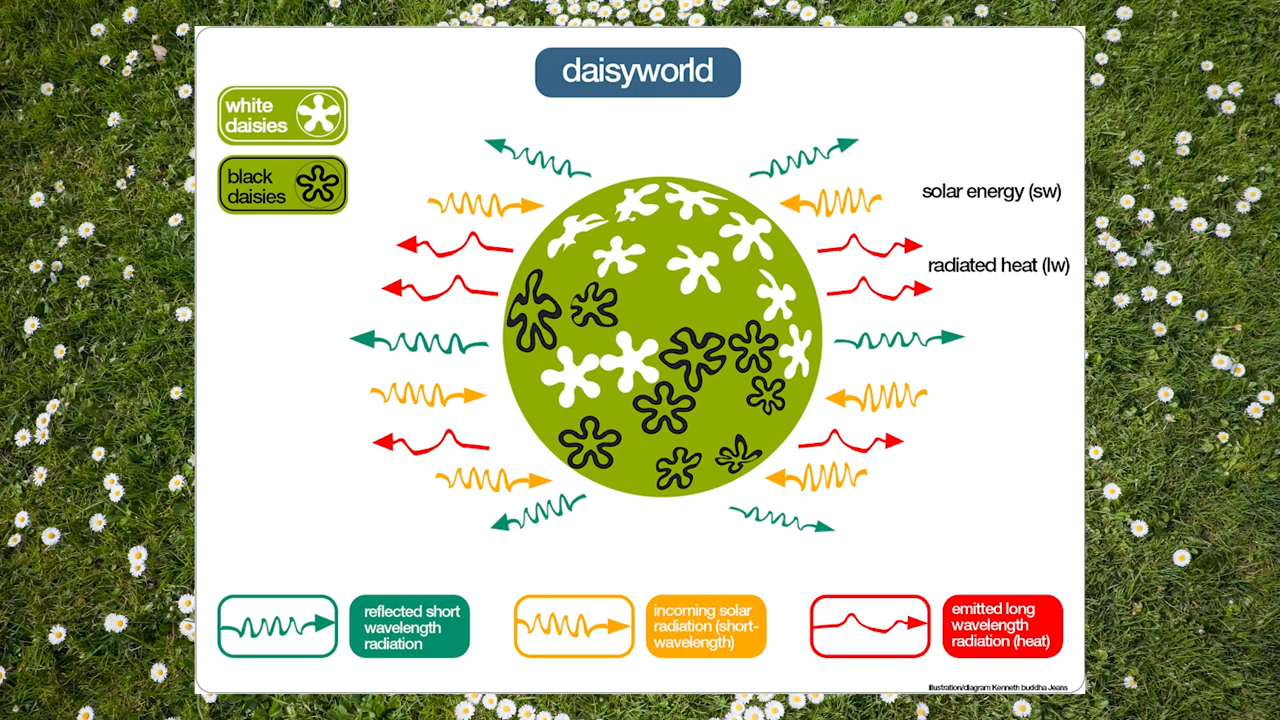 daisyworld
white
daisies
black
daisies
solar energy (sw)
radiated heat (lw)
reflected short
wavelength
radiation
incoming solar
radiation (short-
wavelength)
emitted long
wavelength
radiation (heat)
illustration/diagram Kenneth buddha Jeans